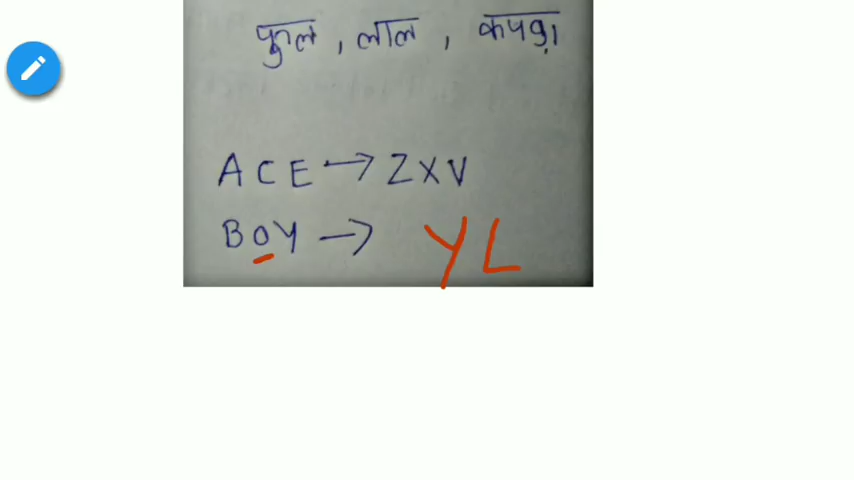 फुल , लाल , कपड़ा
ACE → ZXV
BOY → YL